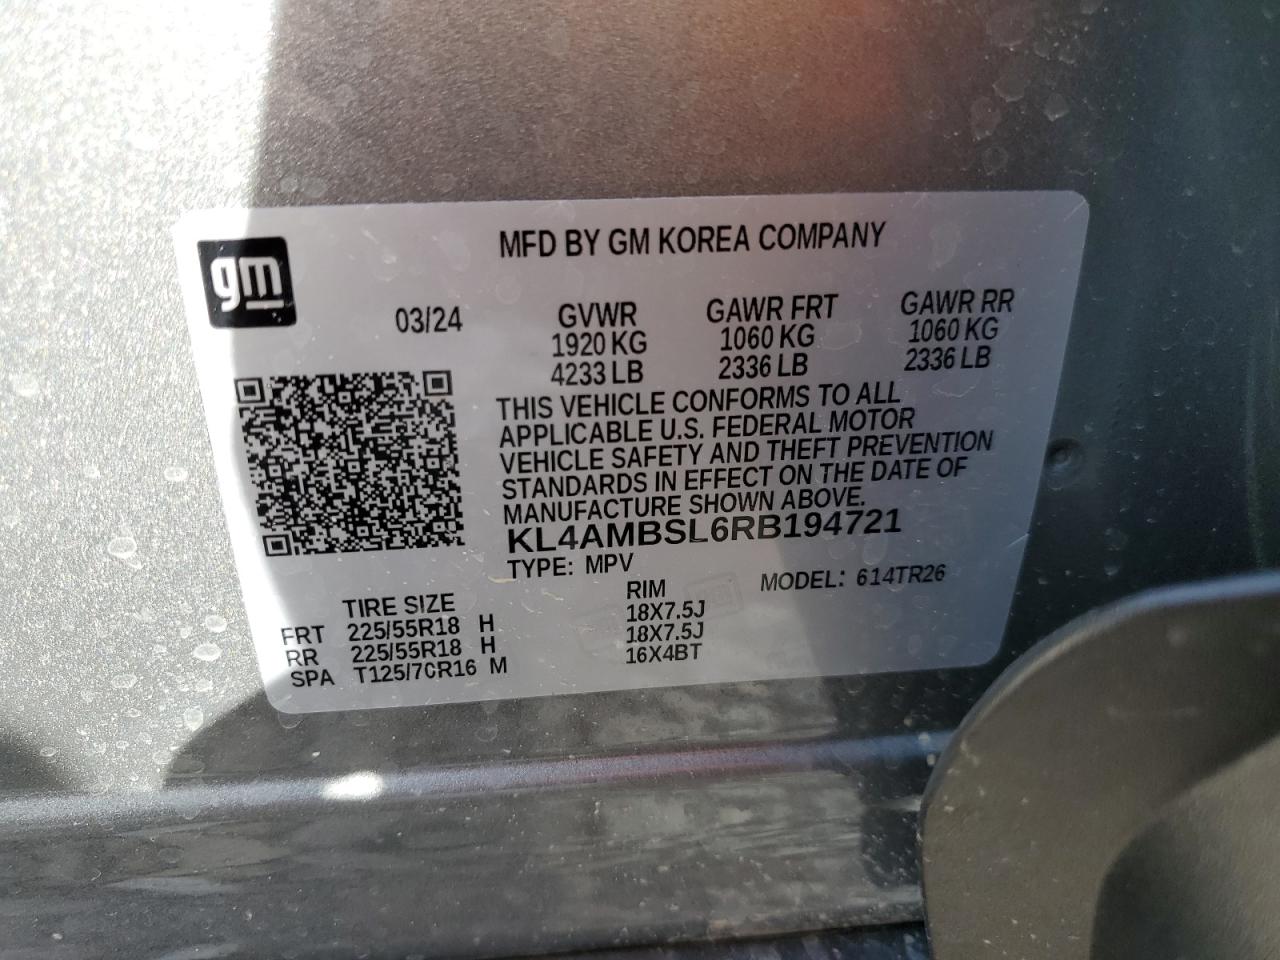 gm
MFD BY GM KOREA COMPANY
03/24
GVWR GAWR FRT GAWR RR
1920 KG 1060 KG 1060 KG
4233 LB 2336 LB 2336 LB
THIS VEHICLE CONFORMS TO ALL
APPLICABLE U.S. FEDERAL MOTOR
VEHICLE SAFETY AND THEFT PREVENTION
STANDARDS IN EFFECT ON THE DATE OF
MANUFACTURE SHOWN ABOVE.
KL4AMBSL6RB194721
TYPE: MPV MODEL: 614TR26
TIRE SIZE RIM
FRT 225/55R18 H 18X7.5J
RR 225/55R18 H 18X7.5J
SPA T125/70R16 M 16X4BT